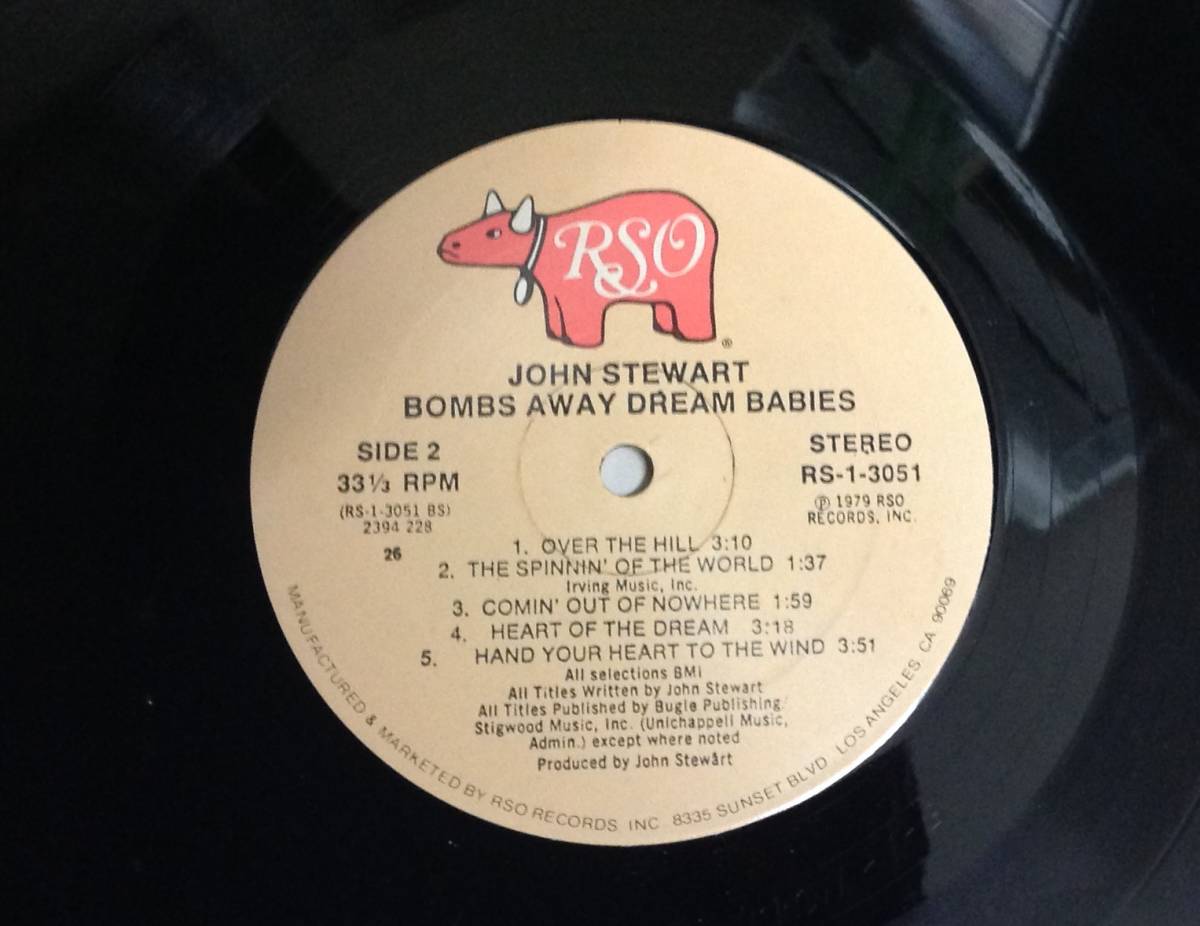 RSO
®
JOHN STEWART
BOMBS AWAY DREAM BABIES
SIDE 2
33⅓ RPM
(RS-1-3051 BS)
2394 228
26
STEREO
RS-1-3051
℗ 1979 RSO
RECORDS, INC.
1. OVER THE HILL 3:10
2. THE SPINNIN' OF THE WORLD 1:37
Irving Music, Inc.
3. COMIN' OUT OF NOWHERE 1:59
4. HEART OF THE DREAM 3:18
5. HAND YOUR HEART TO THE WIND 3:51
All selections BMI
All Titles Written by John Stewart
All Titles Published by Bugle Publishing/
Stigwood Music, Inc. (Unichappell Music,
Admin.) except where noted
Produced by John Stewart
MANUFACTURED & MARKETED BY RSO RECORDS INC 8335 SUNSET BLVD LOS ANGELES CA 90069